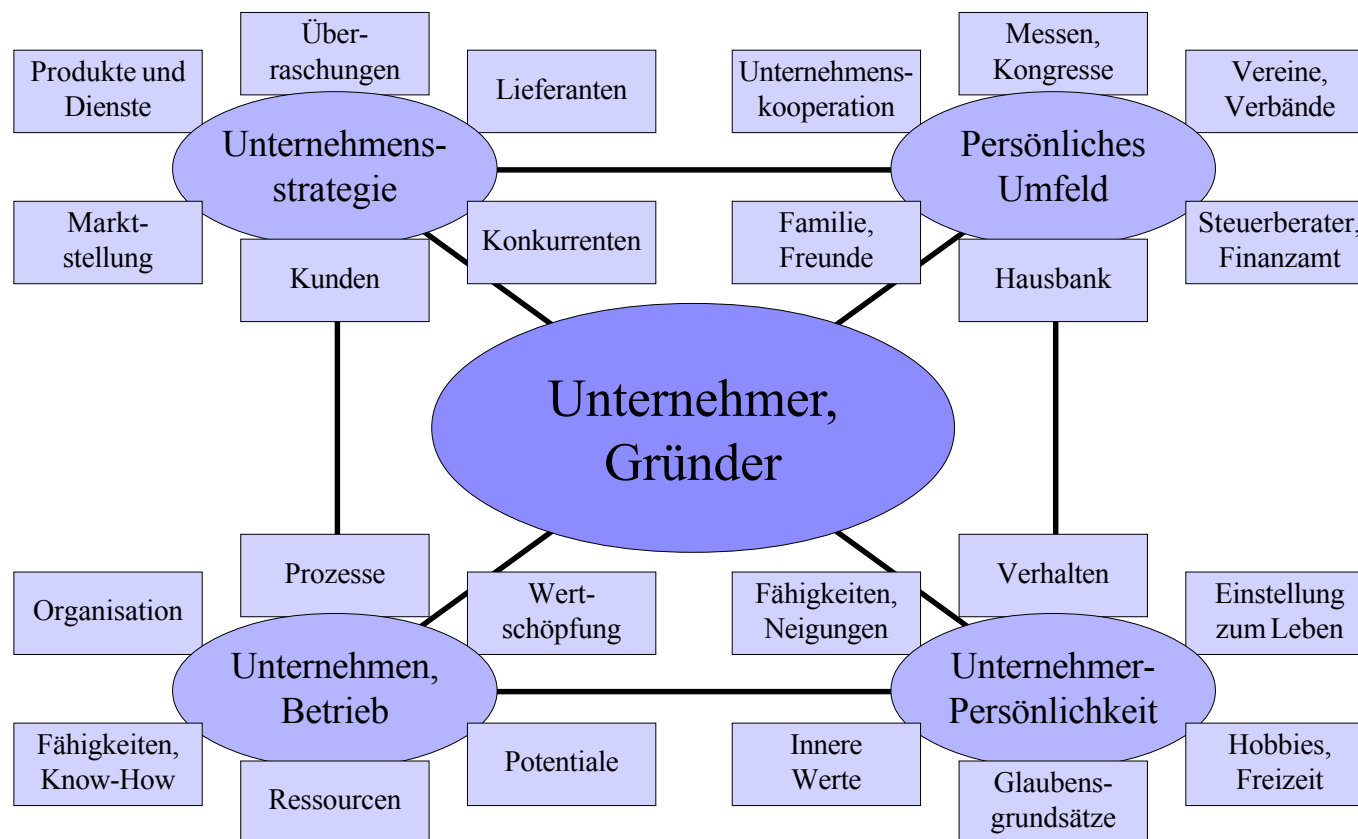 Über-
raschungen
Produkte und
Dienste
Lieferanten
Unternehmens-
strategie
Markt-
stellung
Konkurrenten
Kunden
Messen,
Kongresse
Unternehmens-
kooperation
Vereine,
Verbände
Persönliches
Umfeld
Familie,
Freunde
Steuerberater,
Finanzamt
Hausbank
Unternehmer,
Gründer
Prozesse
Organisation
Wert-
schöpfung
Unternehmen,
Betrieb
Fähigkeiten,
Know-How
Potentiale
Ressourcen
Verhalten
Fähigkeiten,
Neigungen
Einstellung
zum Leben
Unternehmer-
Persönlichkeit
Innere
Werte
Hobbies,
Freizeit
Glaubens-
grundsätze